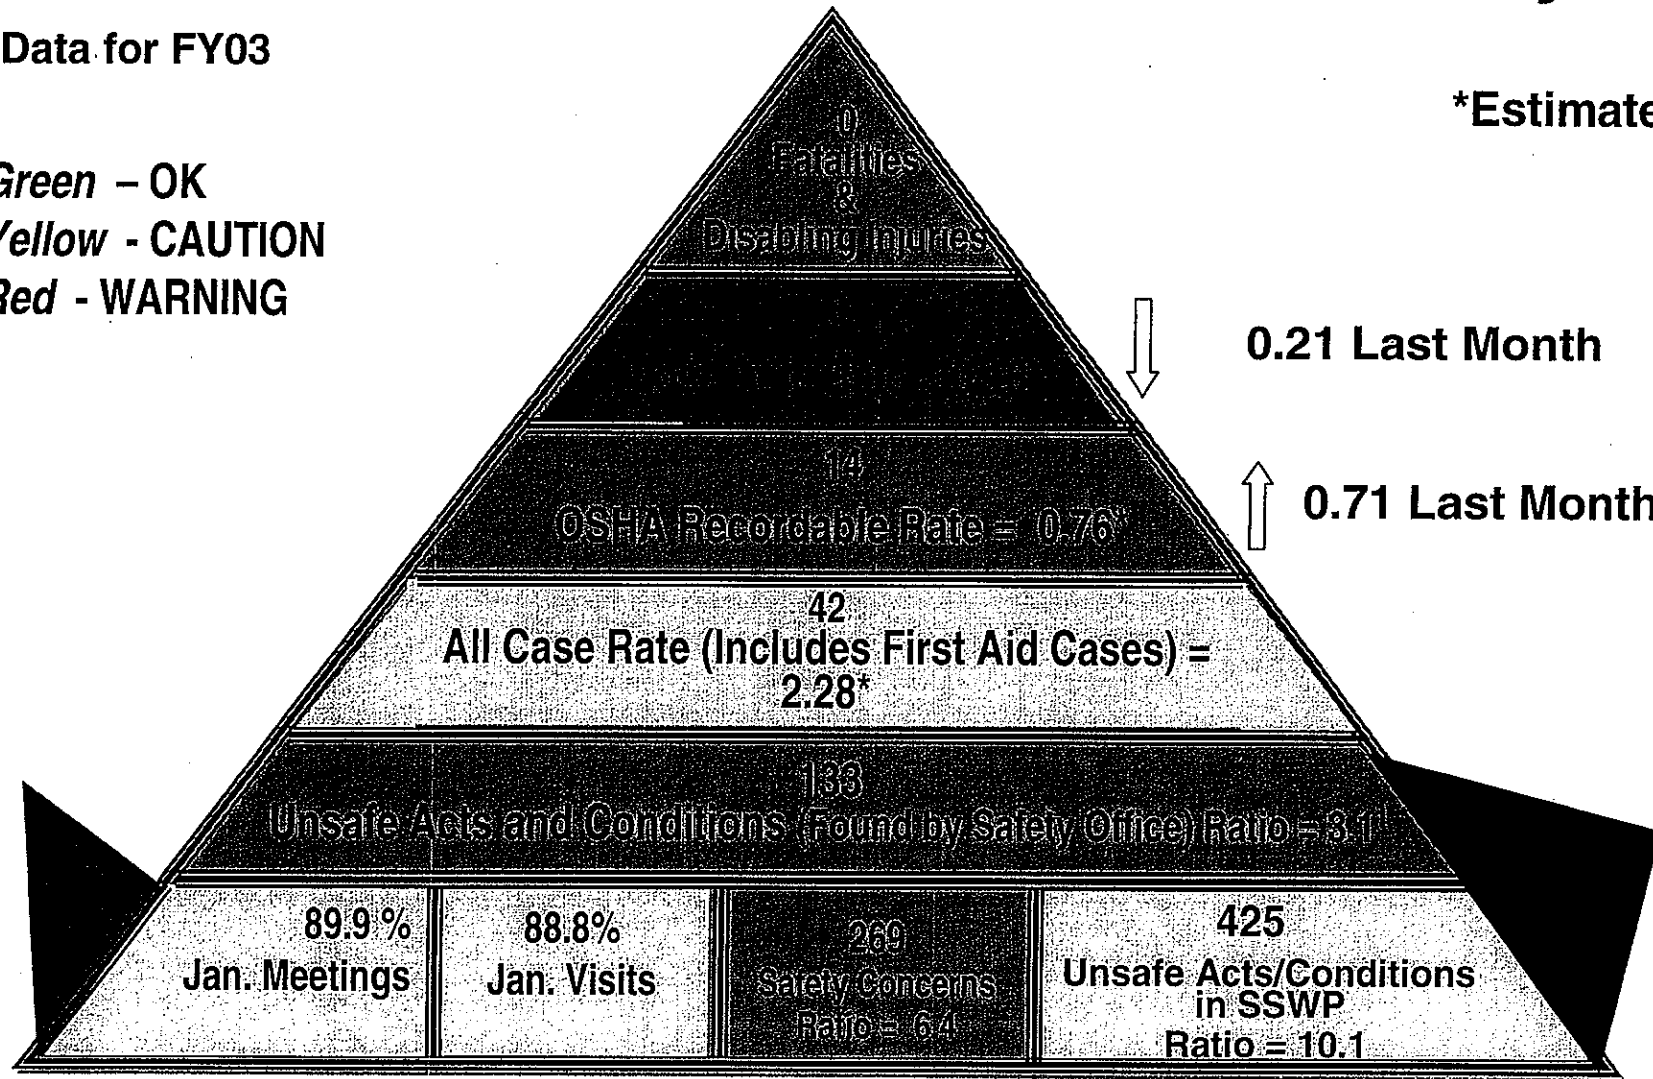 Data for FY03
*Estimate
Green – OK
Yellow - CAUTION
Red - WARNING
0
Fatalities
&
Disabling Injuries
0.21 Last Month
14
OSHA Recordable Rate = 0.76*
0.71 Last Month
42
All Case Rate (Includes First Aid Cases) =
2.28*
133
Unsafe Acts and Conditions (Found by Safety Office) Ratio = 3.1
89.9 %
Jan. Meetings
88.8%
Jan. Visits
269
Safety Concerns
Ratio = 6.4
425
Unsafe Acts/Conditions
in SSWP
Ratio = 10.1